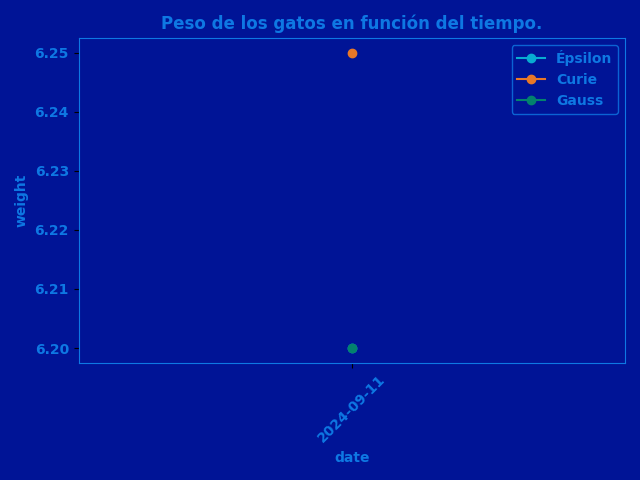 Peso de los gatos en función del tiempo.
Épsilon
Curie
Gauss
6.25
6.24
6.23
6.22
6.21
6.20
weight
2024-09-11
date